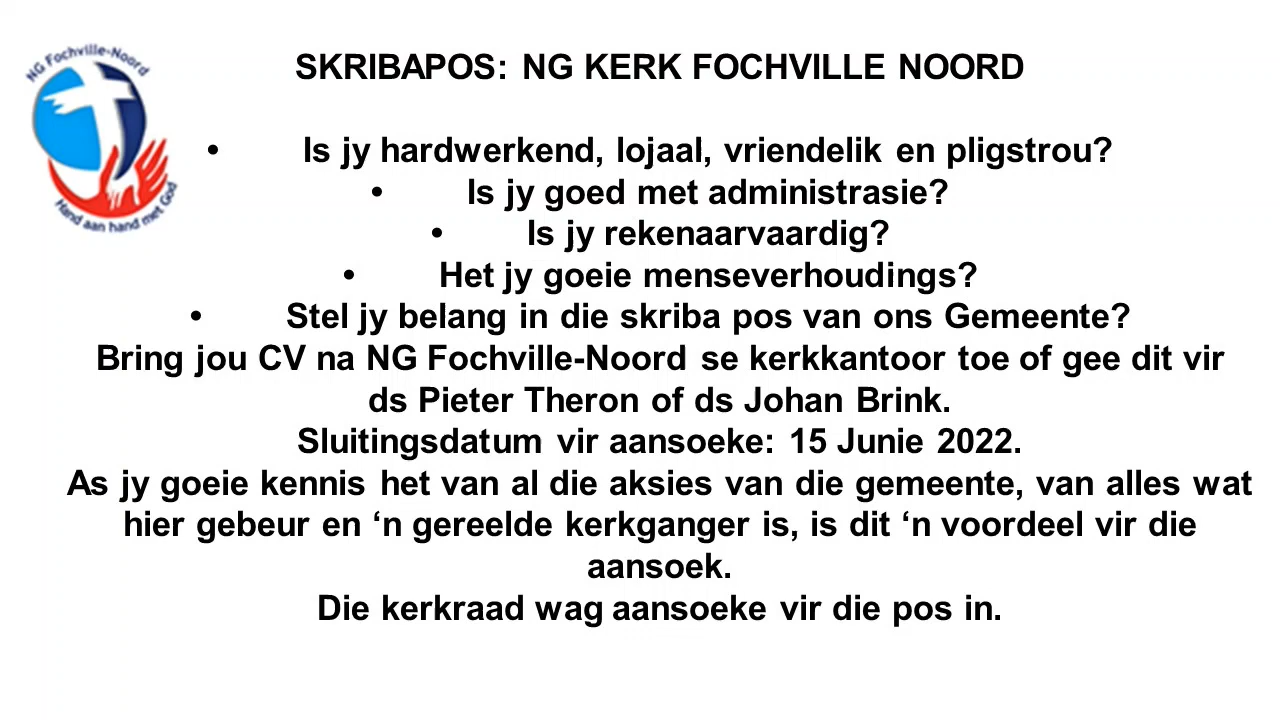 NG Fochville-Noord
Hand aan hand met God
SKRIBAPOS: NG KERK FOCHVILLE NOORD
• Is jy hardwerkend, lojaal, vriendelik en pligstrou?
• Is jy goed met administrasie?
• Is jy rekenaarvaardig?
• Het jy goeie menseverhoudings?
• Stel jy belang in die skriba pos van ons Gemeente?
Bring jou CV na NG Fochville-Noord se kerkkantoor toe of gee dit vir
ds Pieter Theron of ds Johan Brink.
Sluitingsdatum vir aansoeke: 15 Junie 2022.
As jy goeie kennis het van al die aksies van die gemeente, van alles wat
hier gebeur en ‘n gereelde kerkganger is, is dit ‘n voordeel vir die
aansoek.
Die kerkraad wag aansoeke vir die pos in.